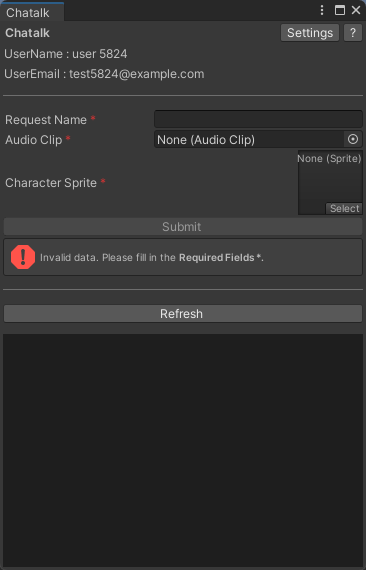 Chatalk
Chatalk Settings ?
UserName : user 5824
UserEmail : test5824@example.com
Request Name *
Audio Clip * None (Audio Clip)
None (Sprite)
Character Sprite *
Select
Submit
Invalid data. Please fill in the Required Fields *.
Refresh